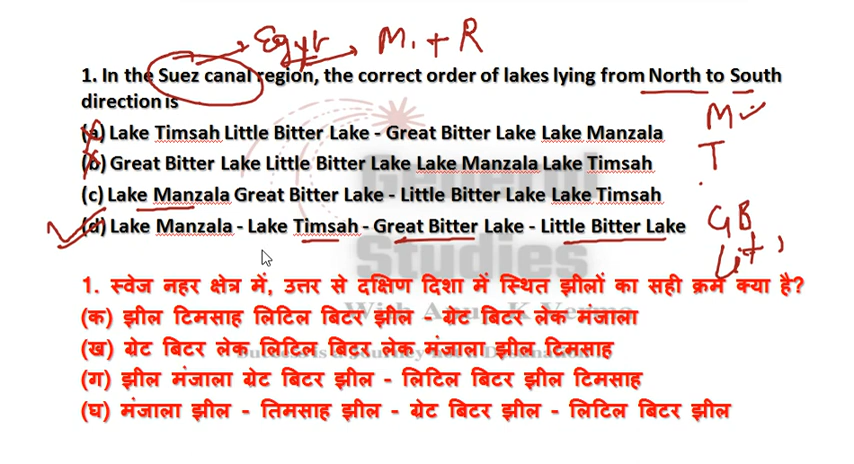 Egypt → M. + R
1. In the Suez canal region, the correct order of lakes lying from North to South
direction is
(a) Lake Timsah Little Bitter Lake - Great Bitter Lake Lake Manzala
(b) Great Bitter Lake Little Bitter Lake Lake Manzala Lake Timsah
(c) Lake Manzala Great Bitter Lake - Little Bitter Lake Lake Timsah
(d) Lake Manzala - Lake Timsah - Great Bitter Lake - Little Bitter Lake
M
T
GB
General
Studies
1. स्वेज नहर क्षेत्र में, उत्तर से दक्षिण दिशा में स्थित झीलों का सही क्रम क्या है?
(क) झील टिमसाह लिटिल बिटर झील - ग्रेट बिटर लेक मंजाला
(ख) ग्रेट बिटर लेक लिटिल बिटर लेक मंजाला झील टिमसाह
(ग) झील मंजाला ग्रेट बिटर झील - लिटिल बिटर झील टिमसाह
(घ) मंजाला झील - तिमसाह झील - ग्रेट बिटर झील - लिटिल बिटर झील